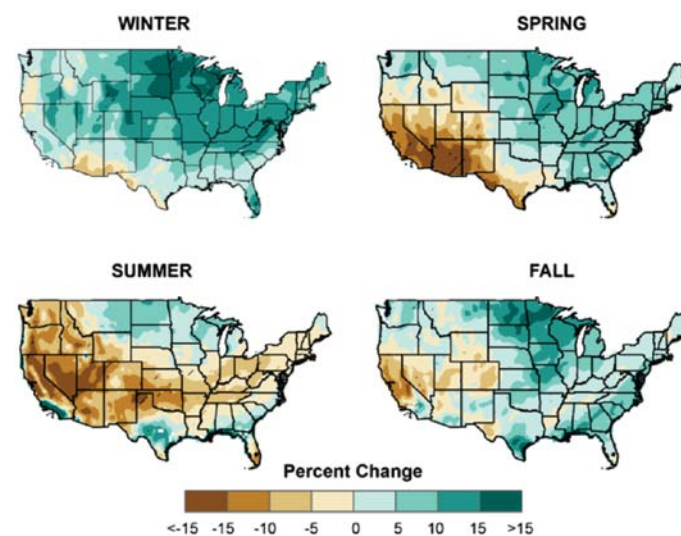 WINTER
SPRING
SUMMER
FALL
Percent Change
<-15 -15 -10 -5 0 5 10 15 >15